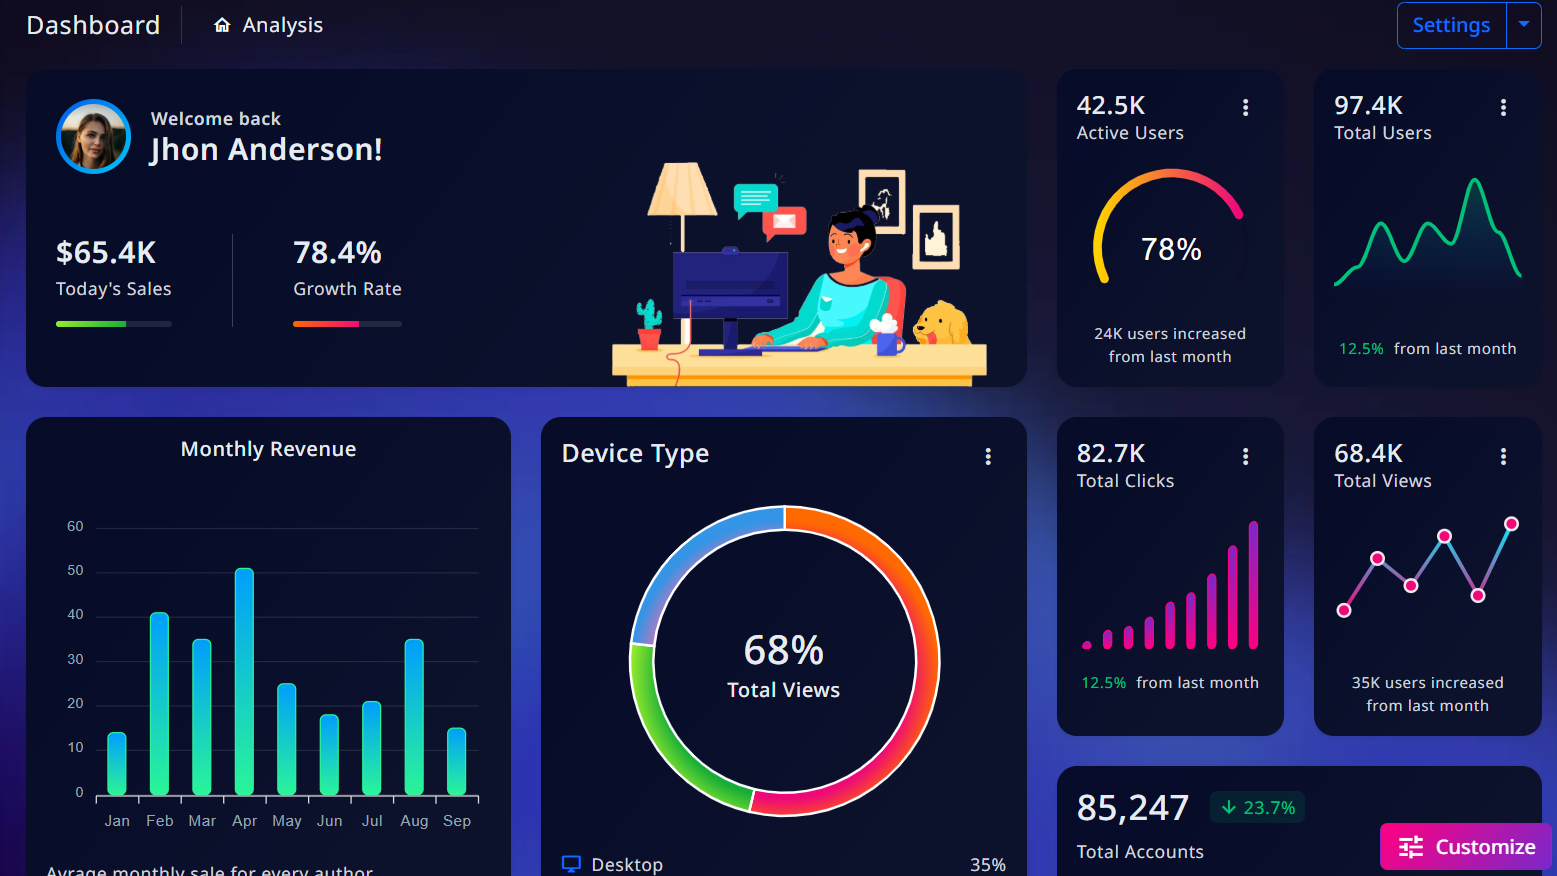 Dashboard
Analysis
Settings
Welcome back
Jhon Anderson!
$65.4K
Today's Sales
78.4%
Growth Rate
42.5K
Active Users
78%
24K users increased
from last month
97.4K
Total Users
12.5% from last month
Monthly Revenue
60
50
40
30
20
10
0
Jan Feb Mar Apr May Jun Jul Aug Sep
Avrage monthly sale for every author
Device Type
68%
Total Views
Desktop 35%
82.7K
Total Clicks
12.5% from last month
68.4K
Total Views
35K users increased
from last month
85,247
23.7%
Total Accounts
Customize